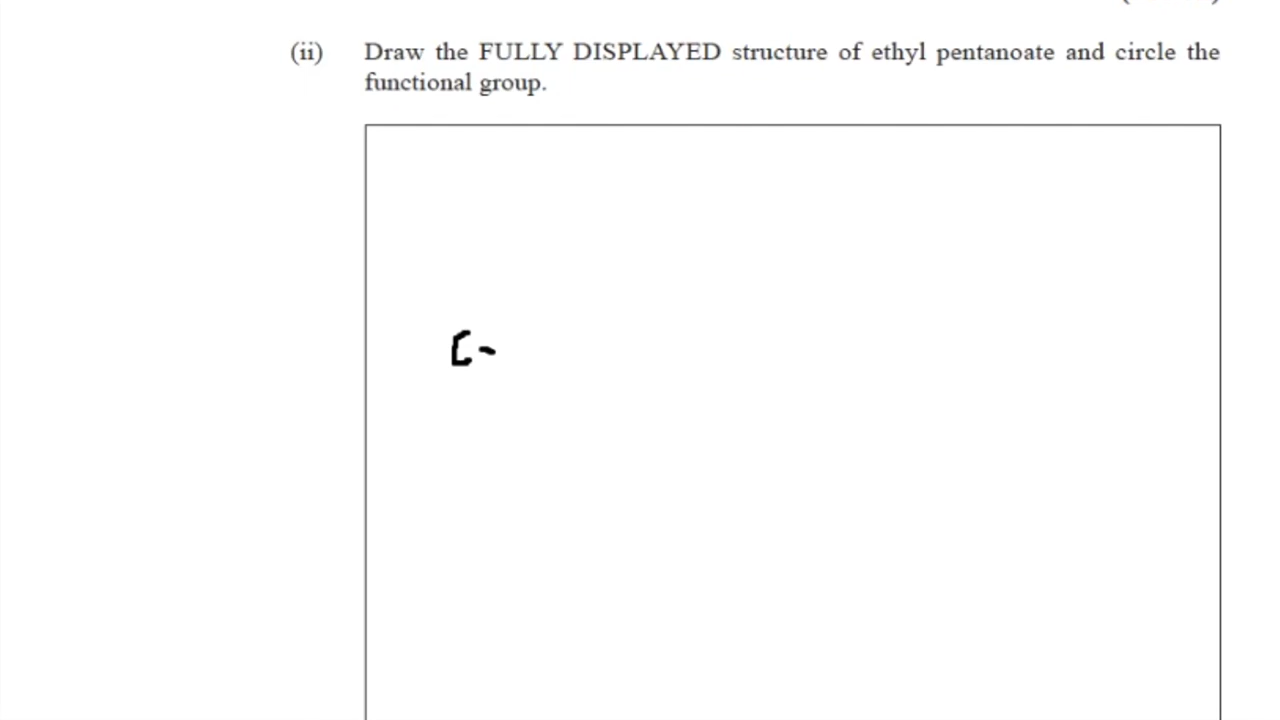 (ii) Draw the FULLY DISPLAYED structure of ethyl pentanoate and circle the
functional group.
C-